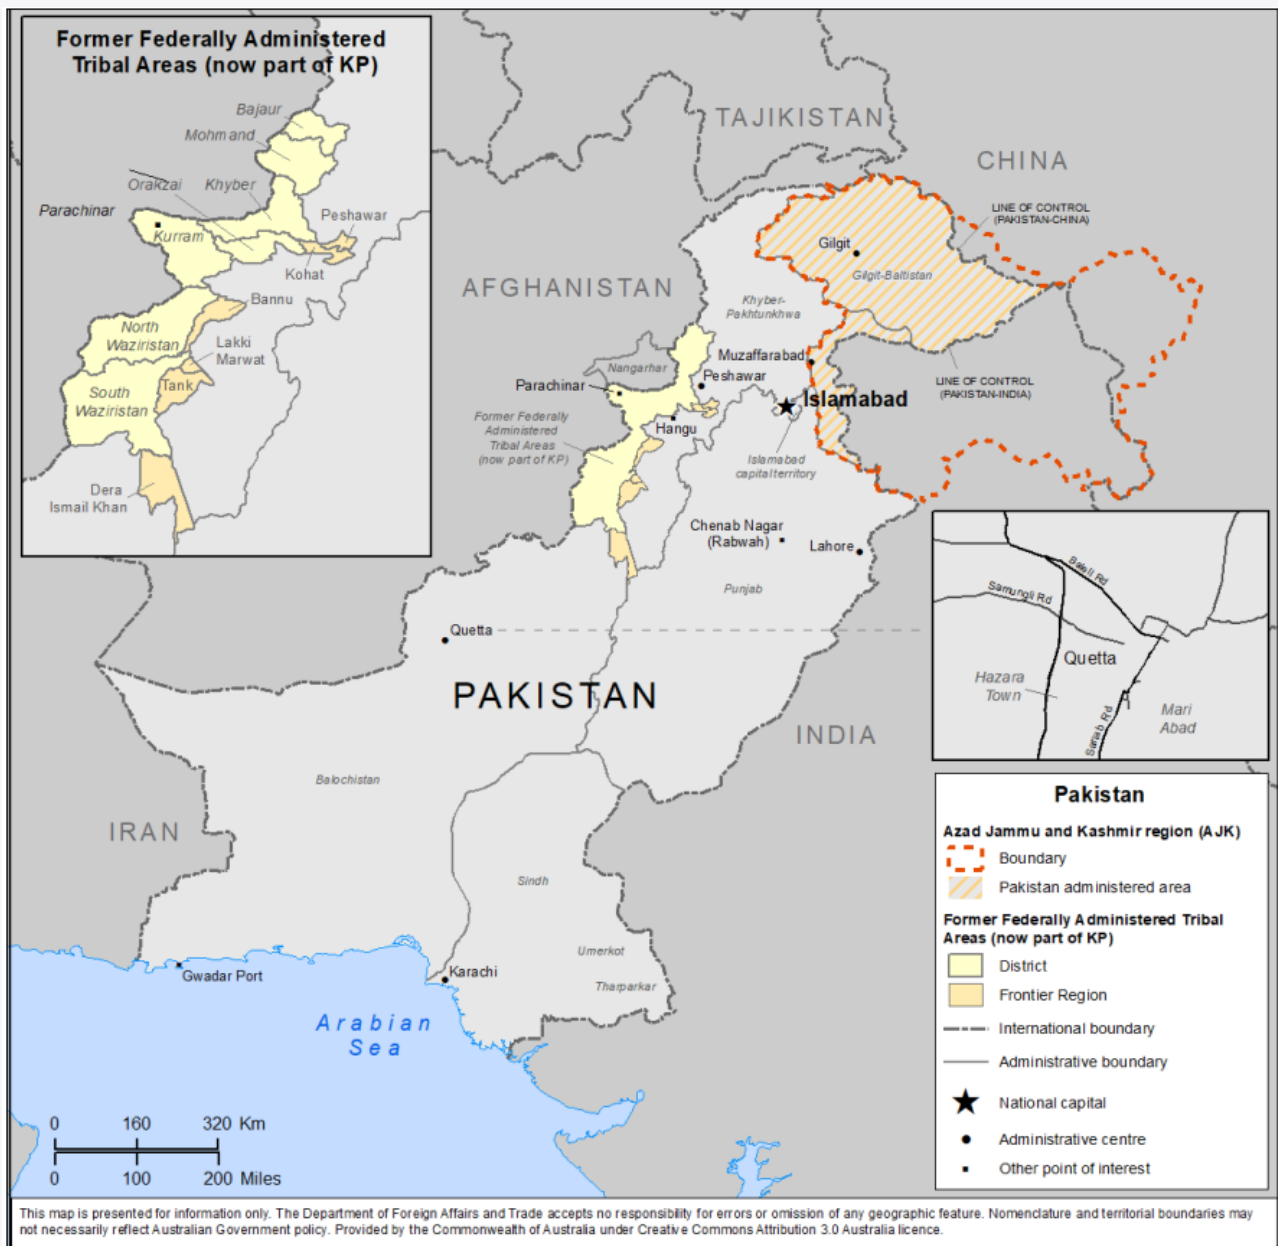 Former Federally Administered
Tribal Areas (now part of KP)
Bajaur
Mohmand
Orakzai
Khyber
Parachinar
Peshawar
Kurram
Kohat
Bannu
North
Waziristan
Lakki
Marwat
South
Waziristan
Tank
Dera
Ismail Khan
TAJIKISTAN
CHINA
LINE OF CONTROL
(PAKISTAN-CHINA)
Gilgit
Gilgit-Baltistan
AFGHANISTAN
Khyber-
Pakhtunkhwa
Muzaffarabad
Nangarhar
Peshawar
Parachinar
LINE OF CONTROL
(PAKISTAN-INDIA)
Islamabad
Former Federally
Administered
Tribal Areas
(now part of KP)
Hangu
Islamabad
capital territory
Chenab Nagar
(Rabwah)
Lahore
Punjab
Quetta
PAKISTAN
INDIA
Balochistan
IRAN
Sindh
Umerkot
Tharparkar
Gwadar Port
Karachi
Arabian
Sea
0 160 320 Km
0 100 200 Miles
Baleli Rd
Samungli Rd
Quetta
Hazara
Town
Mari
Abad
Sariab Rd
Pakistan
Azad Jammu and Kashmir region (AJK)
Boundary
Pakistan administered area
Former Federally Administered Tribal
Areas (now part of KP)
District
Frontier Region
International boundary
Administrative boundary
National capital
Administrative centre
Other point of interest
This map is presented for information only. The Department of Foreign Affairs and Trade accepts no responsibility for errors or omission of any geographic feature. Nomenclature and territorial boundaries may
not necessarily reflect Australian Government policy. Provided by the Commonwealth of Australia under Creative Commons Attribution 3.0 Australia licence.